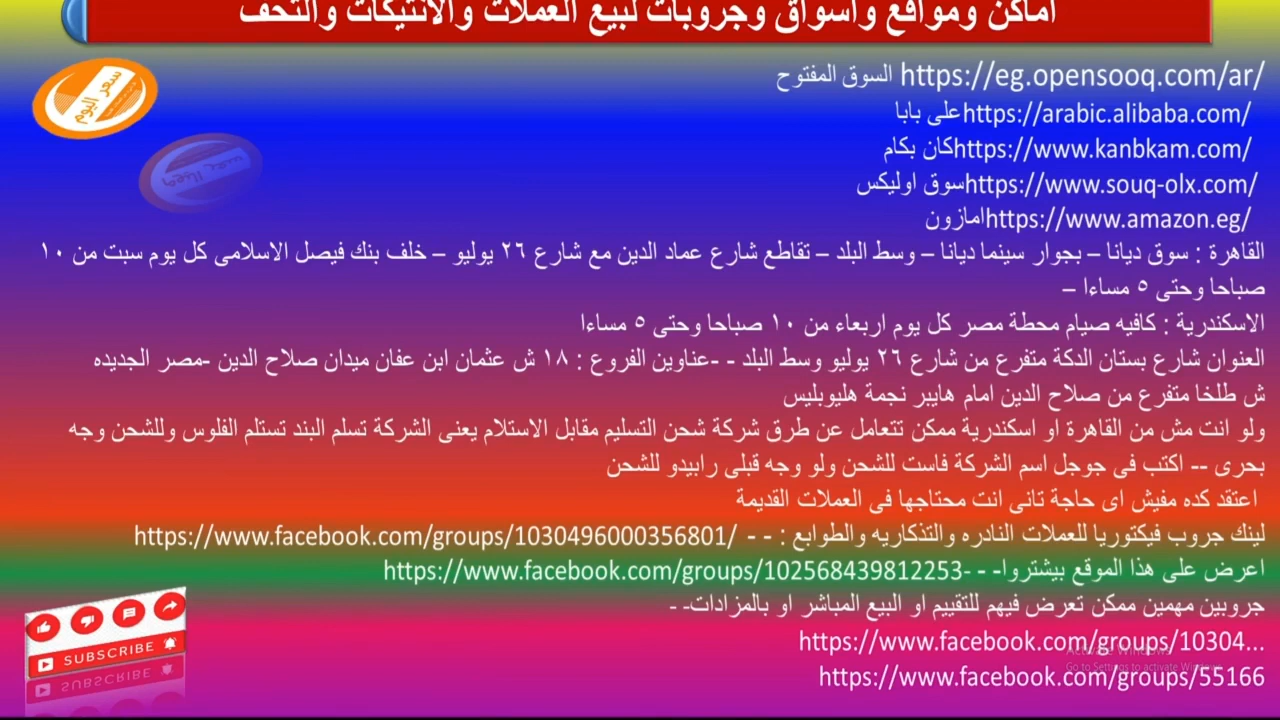 اماكن ومواقع واسواق وجروبات لبيع العملات والانتيكات والتحف
سعر اليوم
https://eg.opensooq.com/ar/ السوق المفتوح
https://arabic.alibaba.com/على بابا
https://www.kanbkam.com/كان بكام
https://www.souq-olx.com/سوق اوليكس
https://www.amazon.eg/امازون
القاهرة : سوق ديانا – بجوار سينما ديانا – وسط البلد – تقاطع شارع عماد الدين مع شارع ٢٦ يوليو – خلف بنك فيصل الاسلامى كل يوم سبت من ١٠
صباحا وحتى ٥ مساءا –
الاسكندرية : كافيه صيام محطة مصر كل يوم اربعاء من ١٠ صباحا وحتى ٥ مساءا
العنوان شارع بستان الدكة متفرع من شارع ٢٦ يوليو وسط البلد - -عناوين الفروع : ١٨ ش عثمان ابن عفان ميدان صلاح الدين -مصر الجديده
ش طلخا متفرع من صلاح الدين امام هايبر نجمة هليوبليس
ولو انت مش من القاهرة او اسكندرية ممكن تتعامل عن طرق شركة شحن التسليم مقابل الاستلام يعنى الشركة تسلم البند تستلم الفلوس وللشحن وجه
بحرى -- اكتب فى جوجل اسم الشركة فاست للشحن ولو وجه قبلى رابيدو للشحن
اعتقد كده مفيش اى حاجة تانى انت محتاجها فى العملات القديمة
لينك جروب فيكتوريا للعملات النادره والتذكاريه والطوابع : - - https://www.facebook.com/groups/1030496000356801/
اعرض على هذا الموقع بيشتروا- - -https://www.facebook.com/groups/102568439812253
جروبين مهمين ممكن تعرض فيهم للتقييم او البيع المباشر او بالمزادات- -
https://www.facebook.com/groups/10304...
https://www.facebook.com/groups/55166
Activate Windows
Go to Settings to activate Windows.
SUBSCRIBE